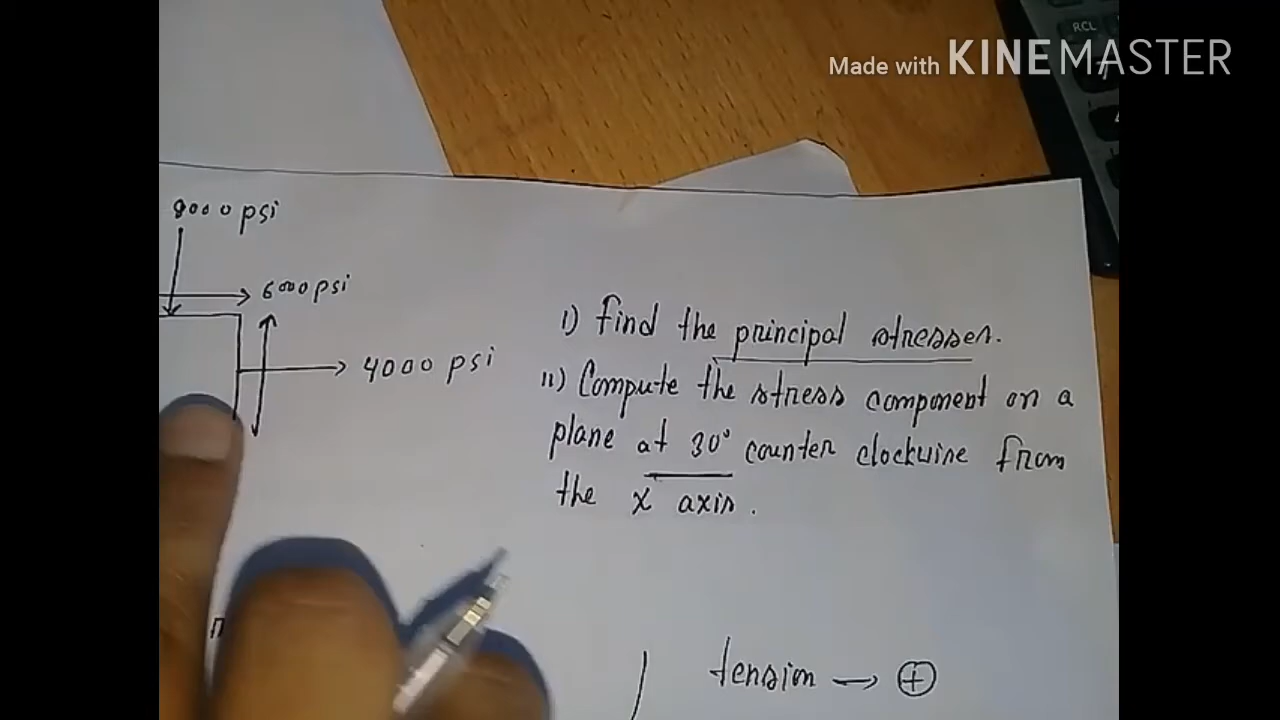 Made with KINEMASTER
RCL
8000 psi
6000 psi
4000 psi
i) find the principal stresses.
ii) Compute the stress component on a
plane at 30° counter clockwise from
the x axis.
tension → ⊕